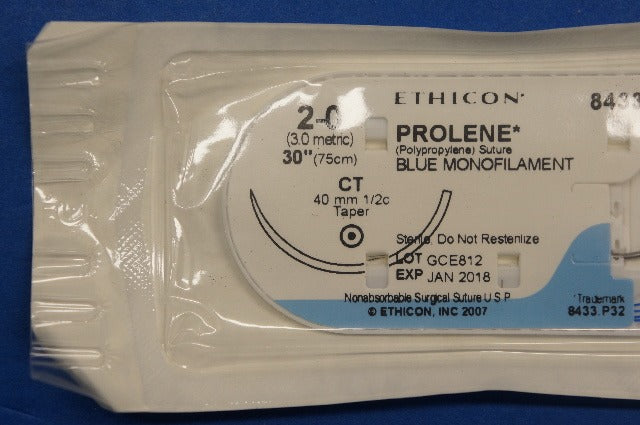 ETHICON*
2-0
(3.0 metric)
30" (75cm)
PROLENE*
(Polypropylene) Suture
BLUE MONOFILAMENT
CT
40 mm 1/2c
Taper
Sterile. Do Not Resterilize
LOT GCE812
EXP JAN 2018
Nonabsorbable Surgical Suture U S P
© ETHICON, INC 2007
*Trademark
8433.P32